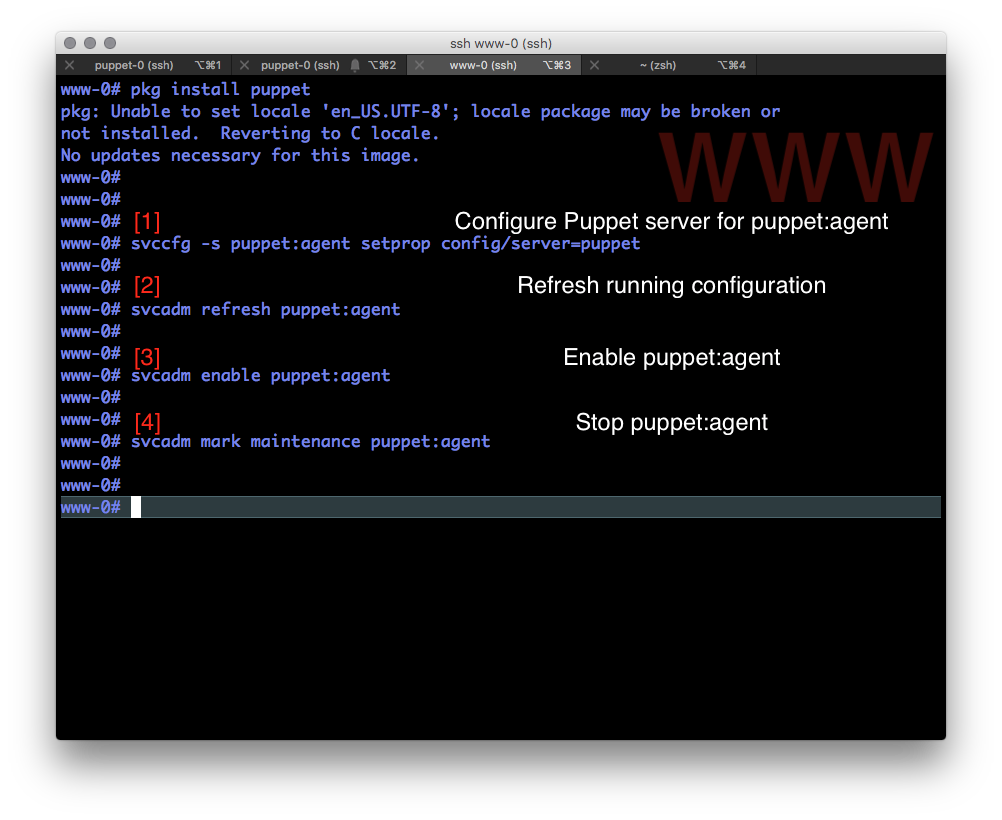 ssh www-0 (ssh)
puppet-0 (ssh) ⌥⌘1 puppet-0 (ssh) ⌥⌘2 www-0 (ssh) ⌥⌘3 ~ (zsh) ⌥⌘4
www-0# pkg install puppet
pkg: Unable to set locale 'en_US.UTF-8'; locale package may be broken or
not installed.  Reverting to C locale.
No updates necessary for this image.
WWW
www-0#
www-0#
www-0# [1] Configure Puppet server for puppet:agent
www-0# svccfg -s puppet:agent setprop config/server=puppet
www-0#
www-0# [2] Refresh running configuration
www-0# svcadm refresh puppet:agent
www-0#
www-0# [3] Enable puppet:agent
www-0# svcadm enable puppet:agent
www-0#
www-0# [4] Stop puppet:agent
www-0# svcadm mark maintenance puppet:agent
www-0#
www-0#
www-0#